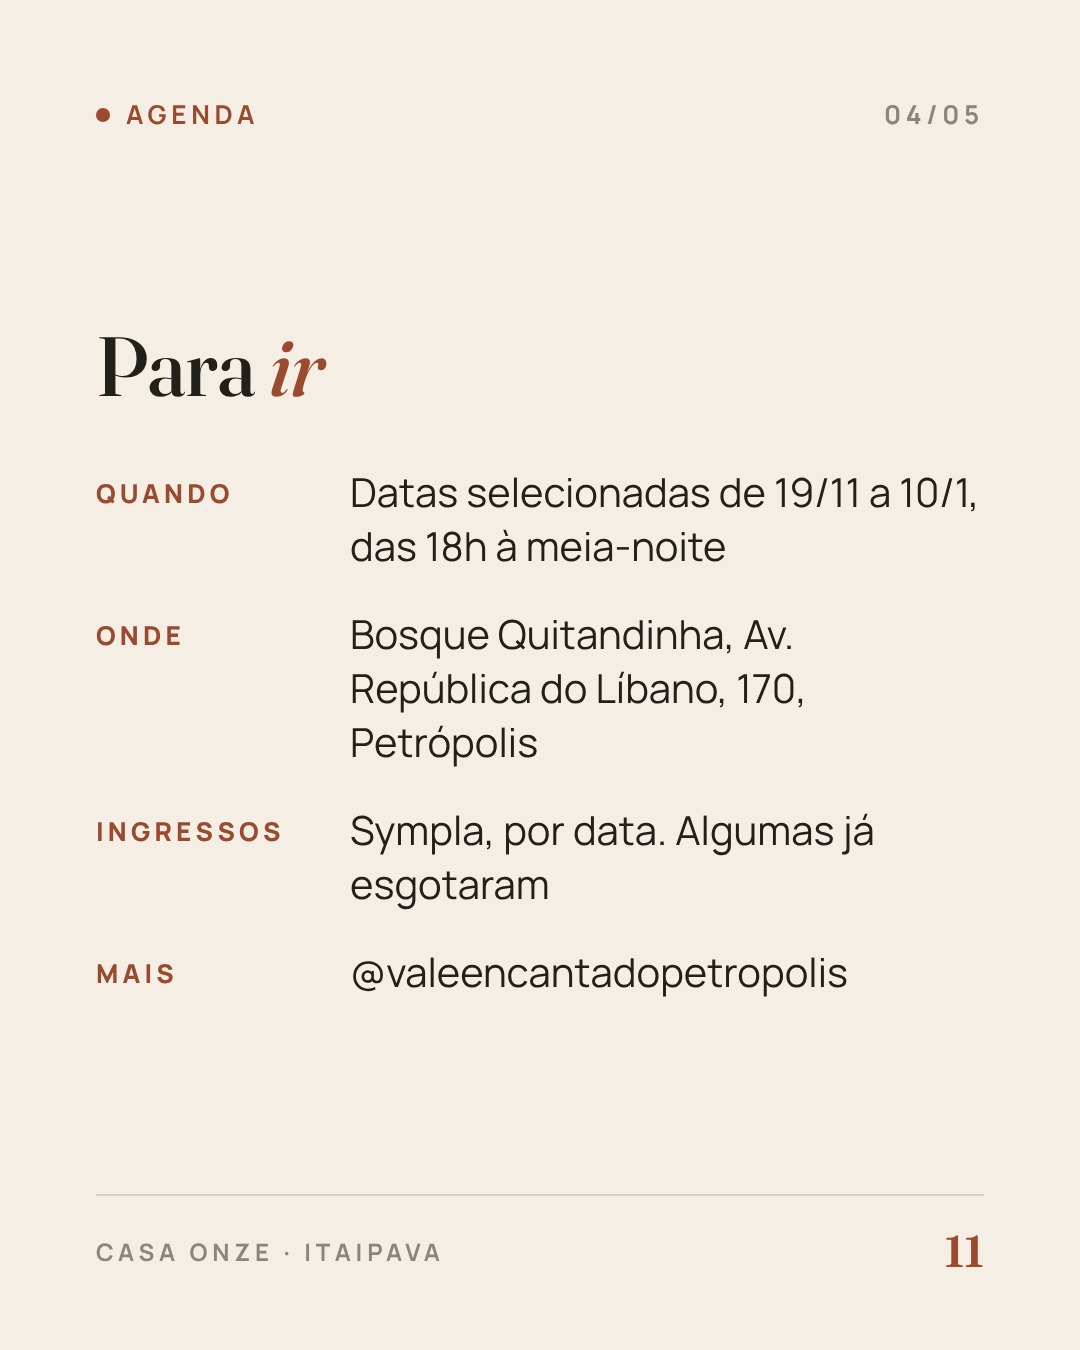 AGENDA
04/05
Para ir
QUANDO
Datas selecionadas de 19/11 a 10/1,
das 18h à meia-noite
ONDE
Bosque Quitandinha, Av.
República do Líbano, 170,
Petrópolis
INGRESSOS
Sympla, por data. Algumas já
esgotaram
MAIS
@valeencantadopetropolis
CASA ONZE · ITAIPAVA
11